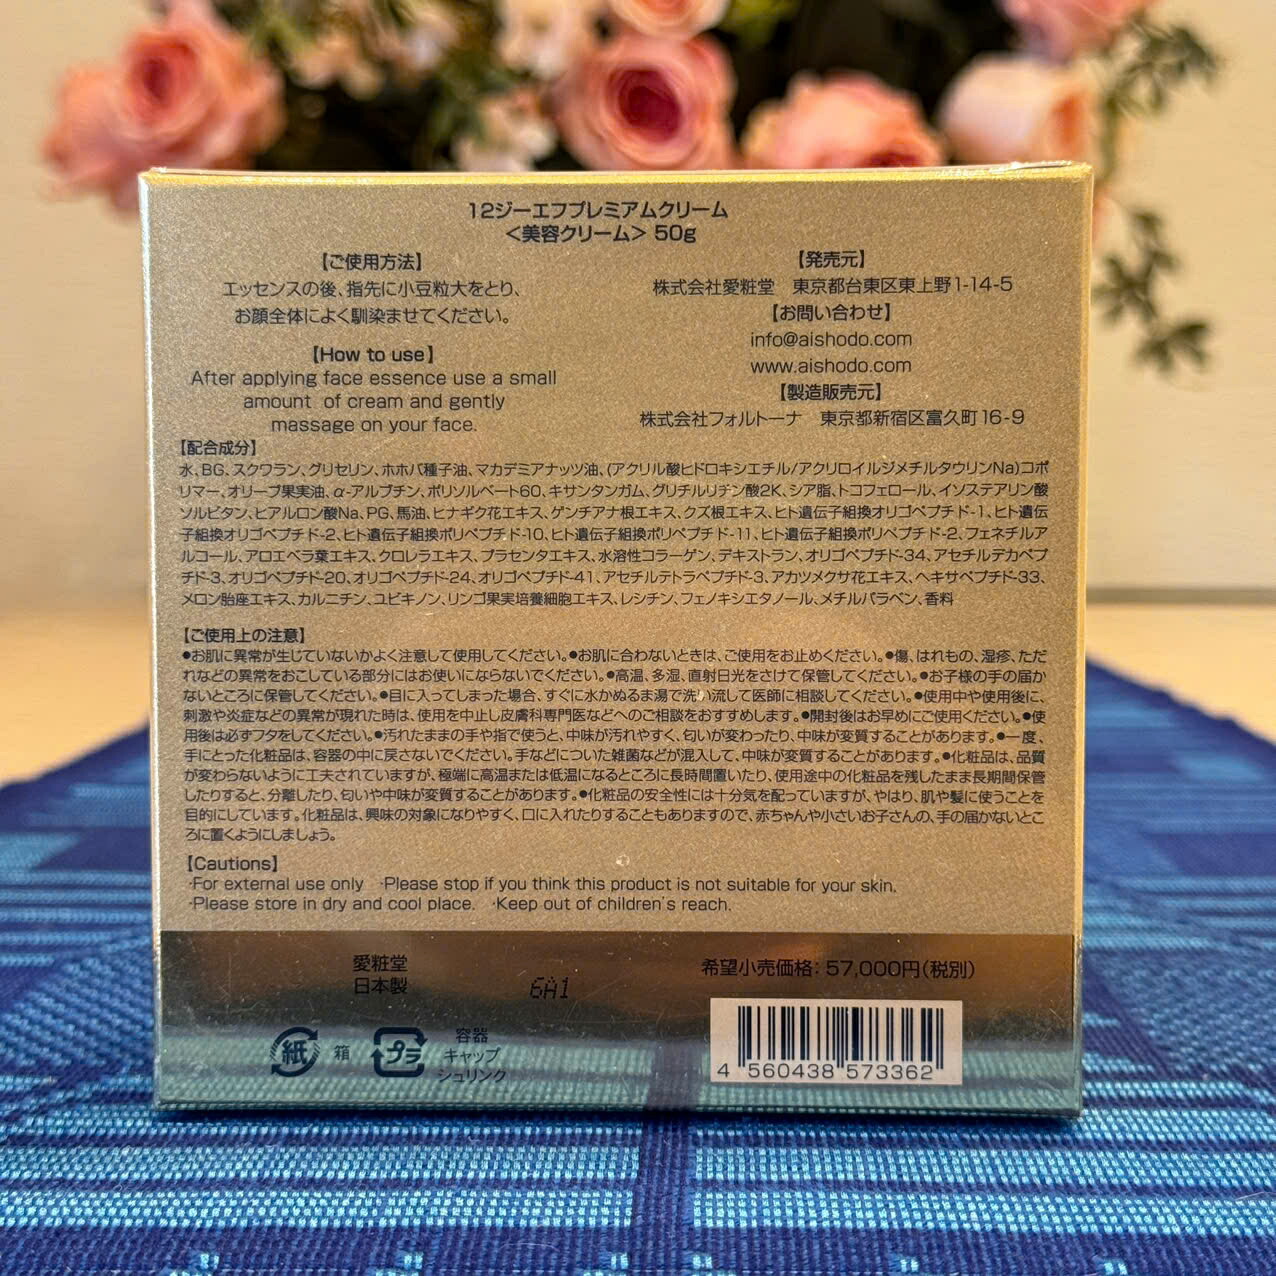 12ジーエフプレミアムクリーム
<美容クリーム> 50g
【ご使用方法】
エッセンスの後、指先に小豆粒大をとり、
お顔全体によく馴染ませてください。
【How to use】
After applying face essence use a small
amount of cream and gently
massage on your face.
【発売元】
株式会社愛粧堂 東京都台東区東上野1-14-5
【お問い合わせ】
info@aishodo.com
www.aishodo.com
【製造販売元】
株式会社フォルトーナ 東京都新宿区富久町16-9
【配合成分】
水、BG、スクワラン、グリセリン、ホホバ種子油、マカデミアナッツ油、(アクリル酸ヒドロキシエチル/アクリロイルジメチルタウリンNa)コポ
リマー、オリーブ果実油、α-アルブチン、ポリソルベート60、キサンタンガム、グリチルリチン酸2K、シア脂、トコフェロール、イソステアリン酸
ソルビタン、ヒアルロン酸Na、PG、馬油、ヒナギク花エキス、ゲンチアナ根エキス、クズ根エキス、ヒト遺伝子組換オリゴペプチド-1、ヒト遺伝
子組換オリゴペプチド-2、ヒト遺伝子組換ポリペプチド-10、ヒト遺伝子組換ポリペプチド-11、ヒト遺伝子組換ポリペプチド-2、フェネチルア
ルコール、アロエベラ葉エキス、クロレラエキス、プラセンタエキス、水溶性コラーゲン、デキストラン、オリゴペプチド-34、アセチルデカペプ
チド-3、オリゴペプチド-20、オリゴペプチド-24、オリゴペプチド-41、アセチルテトラペプチド-3、アカツメクサ花エキス、ヘキサペプチド-33、
メロン胎座エキス、カルニチン、ユビキノン、リンゴ果実培養細胞エキス、レシチン、フェノキシエタノール、メチルパラベン、香料
【ご使用上の注意】
●お肌に異常が生じていないかよく注意して使用してください。●お肌に合わないときは、ご使用をお止めください。●傷、はれもの、湿疹、ただ
れなどの異常をおこしている部分にはお使いにならないでください。●高温、多湿、直射日光をさけて保管してください。●お子様の手の届か
ないところに保管してください。●目に入ってしまった場合、すぐに水かぬるま湯で洗い流して医師に相談してください。●使用中や使用後に、
刺激や炎症などの異常が現れた時は、使用を中止し皮膚科専門医などへのご相談をおすすめします。●開封後はお早めにご使用ください。●使
用後は必ずフタをしてください。●汚れたままの手や指で使うと、中味が汚れやすく、匂いが変わったり、中味が変質することがあります。●一度、
手にとった化粧品は、容器の中に戻さないでください。手などについた雑菌などが混入して、中味が変質することがあります。●化粧品は、品質
が変わらないように工夫されていますが、極端に高温または低温になるところに長時間置いたり、使用途中の化粧品を残したまま長期間保管
したりすると、分離したり、匂いや中味が変質することがあります。●化粧品の安全性には十分気を配っていますが、やはり、肌や髪に使うことを
目的にしています。化粧品は、興味の対象になりやすく、口に入れたりすることもありますので、赤ちゃんや小さいお子さんの、手の届かないとこ
ろに置くようにしましょう。
【Cautions】
·For external use only ·Please stop if you think this product is not suitable for your skin.
·Please store in dry and cool place. ·Keep out of children's reach.
愛粧堂
日本製
6A1
希望小売価格：57,000円(税別)
紙 箱
プラ
容器
キャップ
シュリンク
4 560438 573362